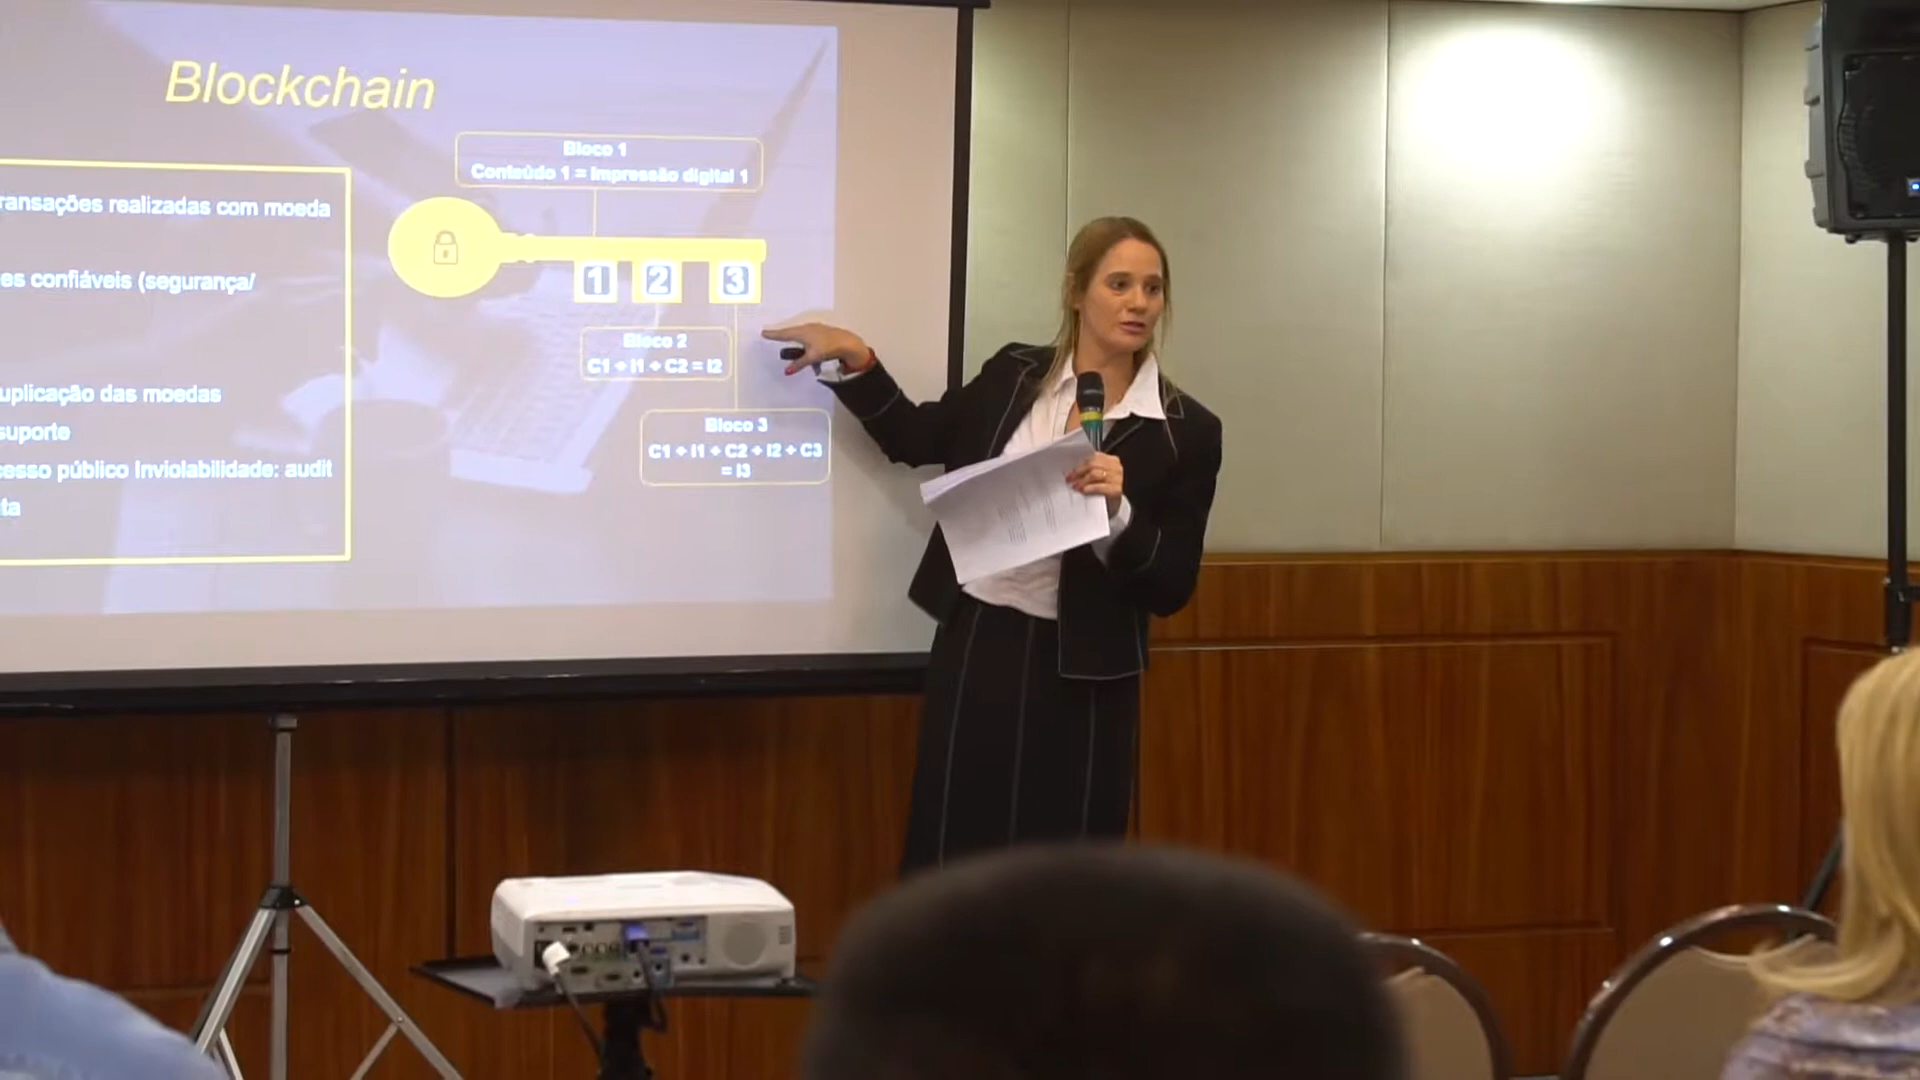 Blockchain
Bloco 1
Conteúdo 1 = Impressão digital 1
ransações realizadas com moeda
es confiáveis (segurança/
1 2 3
Bloco 2
C1 + I1 + C2 = I2
uplicação das moedas
suporte
cesso público Inviolabilidade: audit
ta
Bloco 3
C1 + I1 + C2 + I2 + C3
= I3